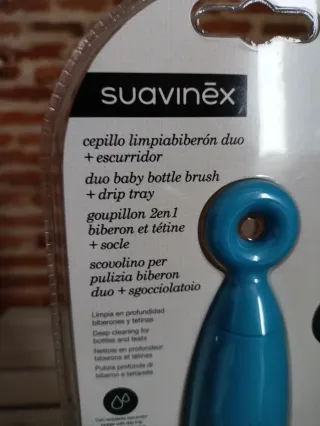 suavinēx
cepillo limpiabiberón duo
+ escurridor
duo baby bottle brush
+ drip tray
goupillon 2en1
biberon et tétine
+ socle
scovolino per
pulizia biberon
duo + sgocciolatoio
Limpia en profundidad
biberones y tetinas
Deep cleaning for
bottles and teats
Nettoie en profondeur
biberons et tétines
Pulizia profonda di
biberon e tettarelle